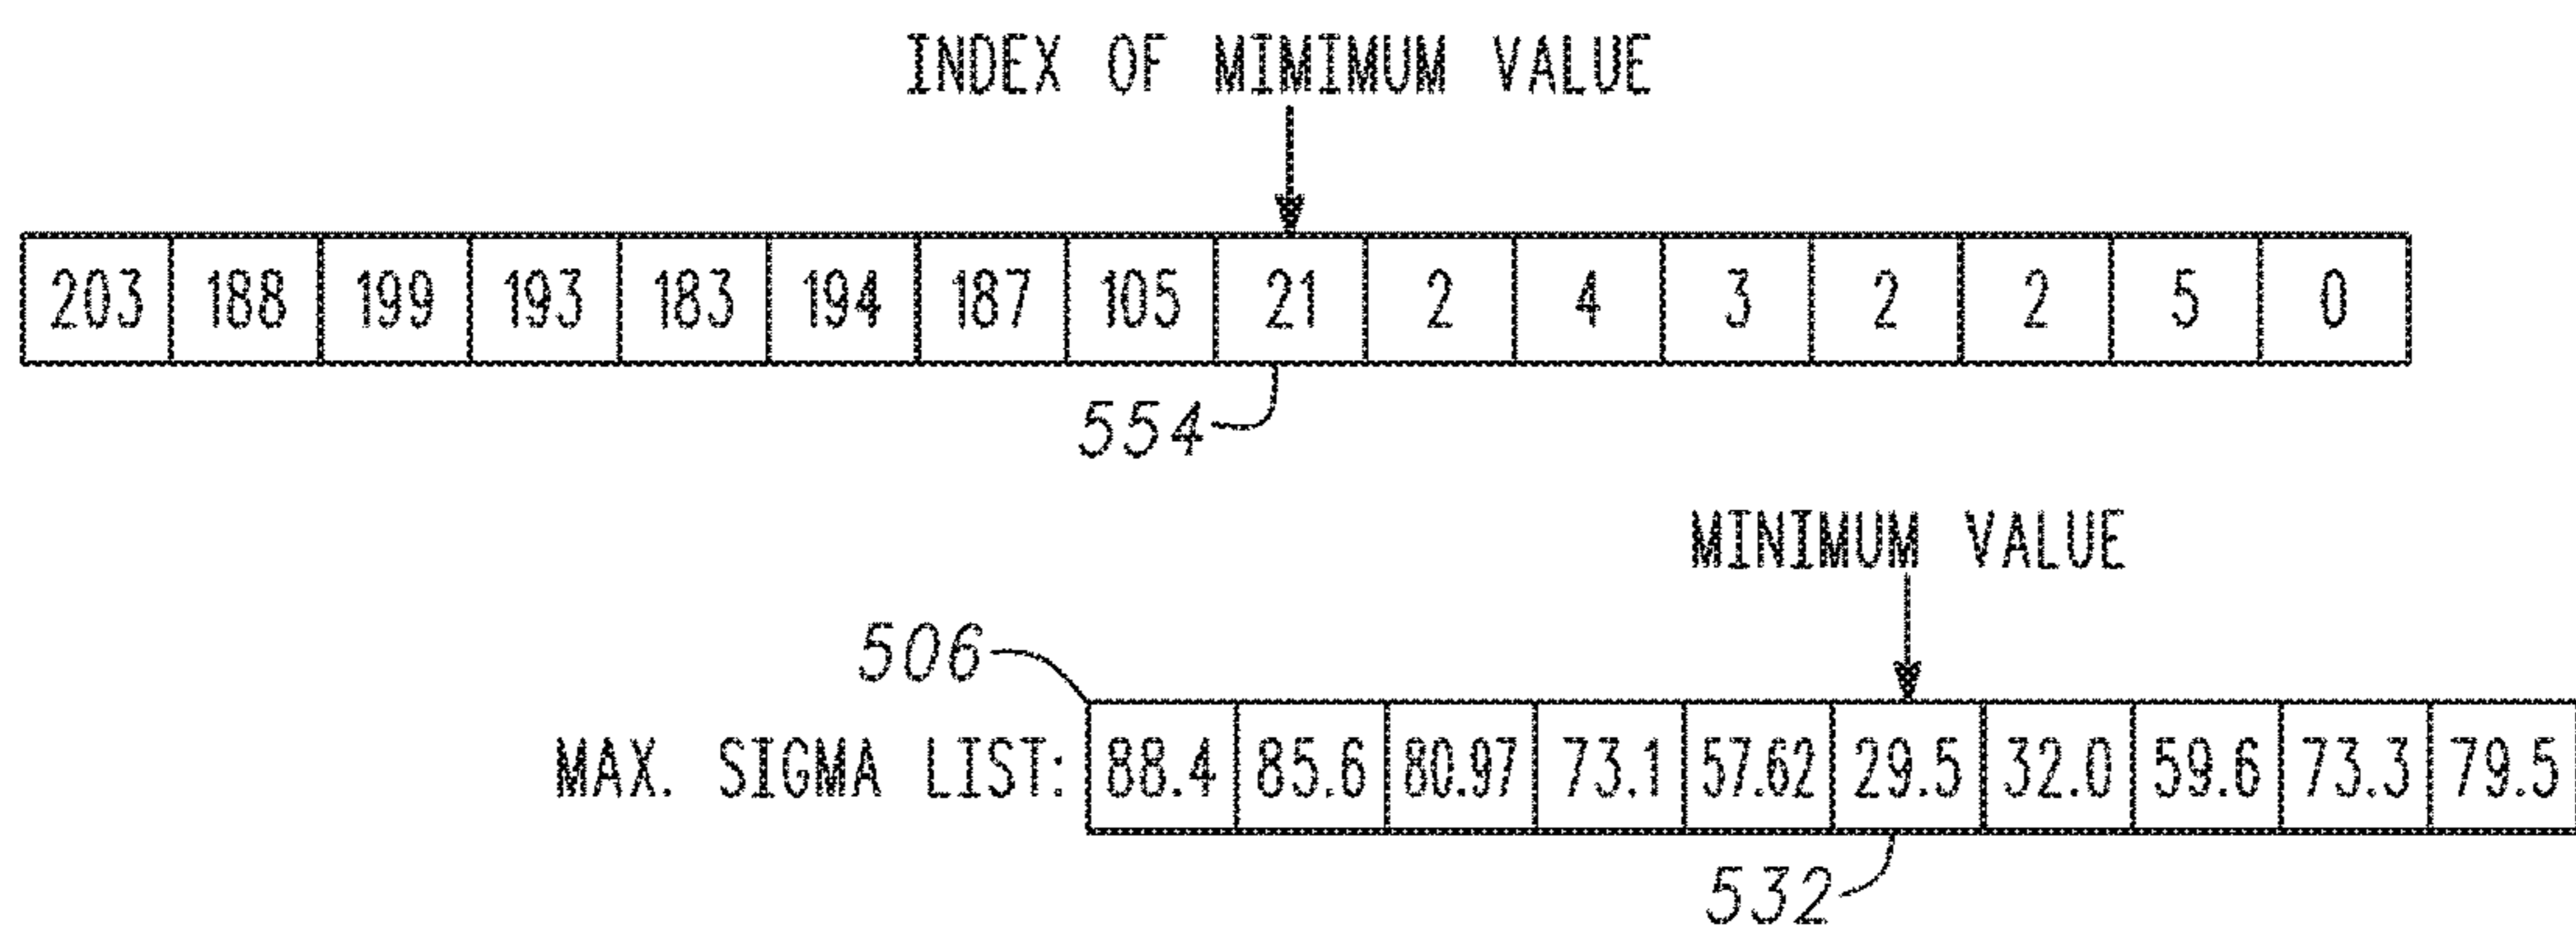 INDEX OF MIMIMUM VALUE
203 188 199 193 183 194 187 105 21 2 4 3 2 2 5 0
554
MINIMUM VALUE
506
MAX. SIGMA LIST: 88.4 85.6 80.97 73.1 57.62 29.5 32.0 59.6 73.3 79.5
532